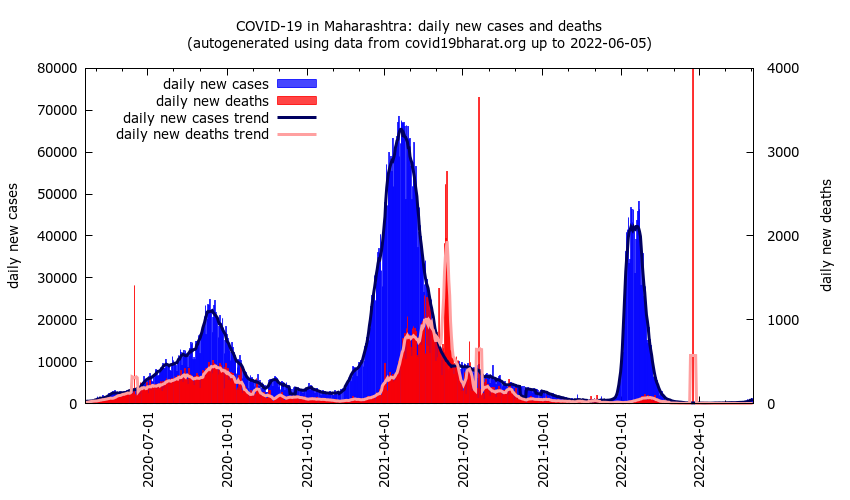 COVID-19 in Maharashtra: daily new cases and deaths
(autogenerated using data from covid19bharat.org up to 2022-06-05)
daily new cases
daily new deaths
daily new cases trend
daily new deaths trend
80000
70000
60000
50000
40000
30000
20000
10000
0
daily new cases
4000
3000
2000
1000
0
daily new deaths
2020-07-01
2020-10-01
2021-01-01
2021-04-01
2021-07-01
2021-10-01
2022-01-01
2022-04-01